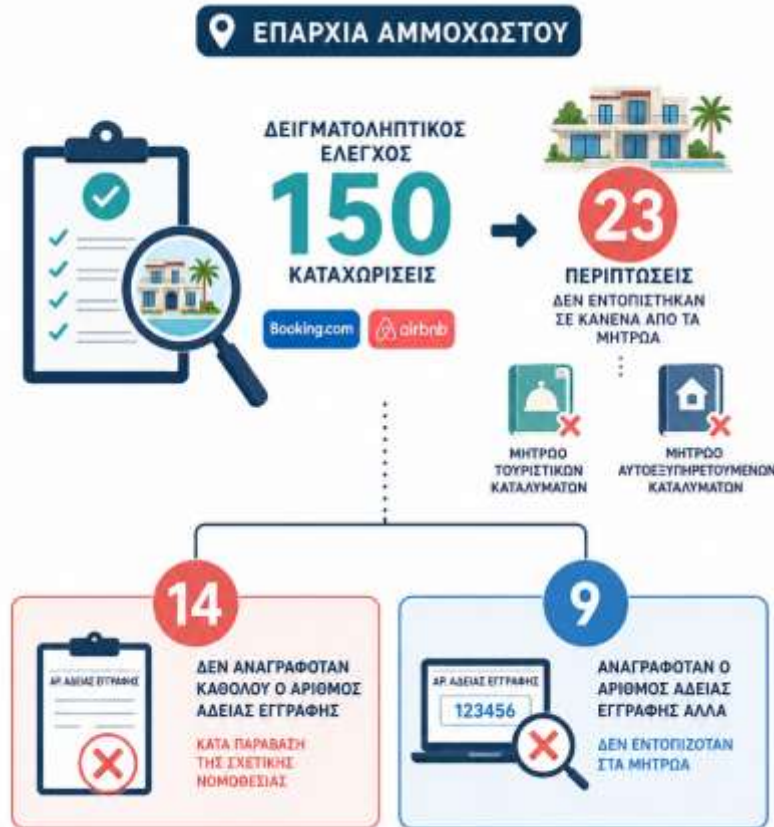 ΕΠΑΡΧΙΑ ΑΜΜΟΧΩΣΤΟΥ
ΔΕΙΓΜΑΤΟΛΗΠΤΙΚΟΣ
ΕΛΕΓΧΟΣ
150
ΚΑΤΑΧΩΡΙΣΕΙΣ
Booking.com
airbnb
23
ΠΕΡΙΠΤΩΣΕΙΣ
ΔΕΝ ΕΝΤΟΠΙΣΤΗΚΑΝ
ΣΕ ΚΑΝΕΝΑ ΑΠΟ ΤΑ
ΜΗΤΡΩΑ
ΜΗΤΡΩΟ
ΤΟΥΡΙΣΤΙΚΩΝ
ΚΑΤΑΛΥΜΑΤΩΝ
ΜΗΤΡΩΟ
ΑΥΤΟΕΞΥΠΗΡΕΤΟΥΜΕΝΩΝ
ΚΑΤΑΛΥΜΑΤΩΝ
14
ΑΡ. ΑΔΕΙΑΣ ΕΓΓΡΑΦΗΣ
ΔΕΝ ΑΝΑΓΡΑΦΟΤΑΝ
ΚΑΘΟΛΟΥ Ο ΑΡΙΘΜΟΣ
ΑΔΕΙΑΣ ΕΓΓΡΑΦΗΣ
ΚΑΤΑ ΠΑΡΑΒΑΣΗ
ΤΗΣ ΣΧΕΤΙΚΗΣ
ΝΟΜΟΘΕΣΙΑΣ
9
ΑΡ. ΑΔΕΙΑΣ ΕΓΓΡΑΦΗΣ
123456
ΑΝΑΓΡΑΦΟΤΑΝ Ο
ΑΡΙΘΜΟΣ ΑΔΕΙΑΣ
ΕΓΓΡΑΦΗΣ ΑΛΛΑ
ΔΕΝ ΕΝΤΟΠΙΖΟΤΑΝ
ΣΤΑ ΜΗΤΡΩΑ